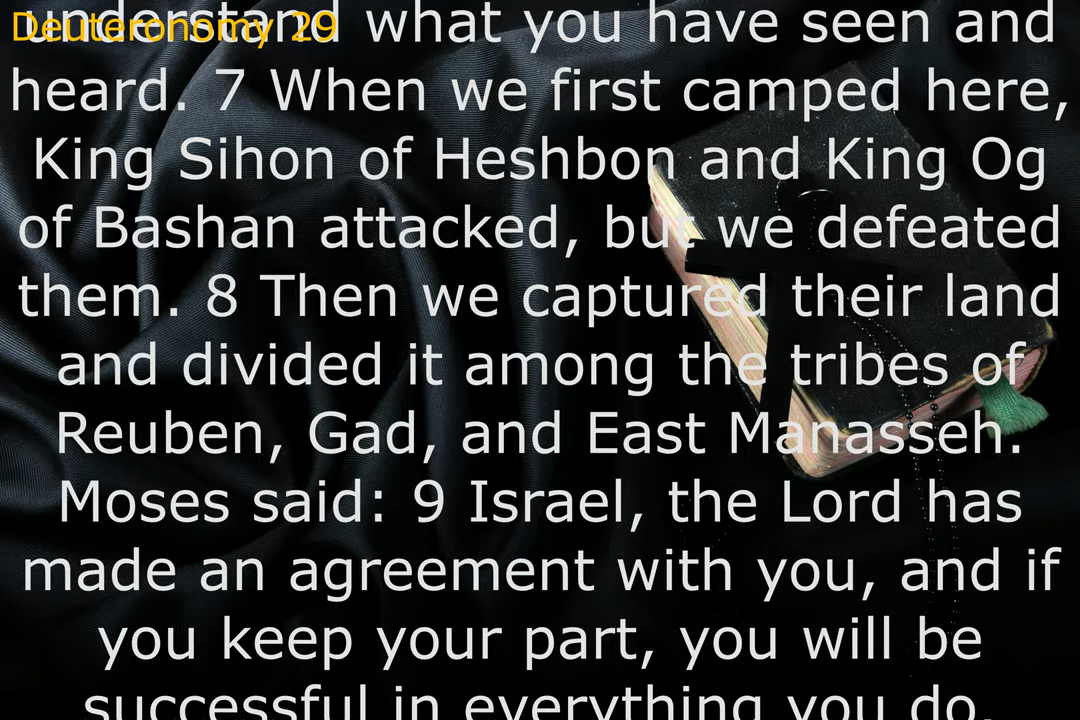 Deuteronomy 29
understand what you have seen and
heard. 7 When we first camped here,
King Sihon of Heshbon and King Og
of Bashan attacked, but we defeated
them. 8 Then we captured their land
and divided it among the tribes of
Reuben, Gad, and East Manasseh.
Moses said: 9 Israel, the Lord has
made an agreement with you, and if
you keep your part, you will be
successful in everything you do.